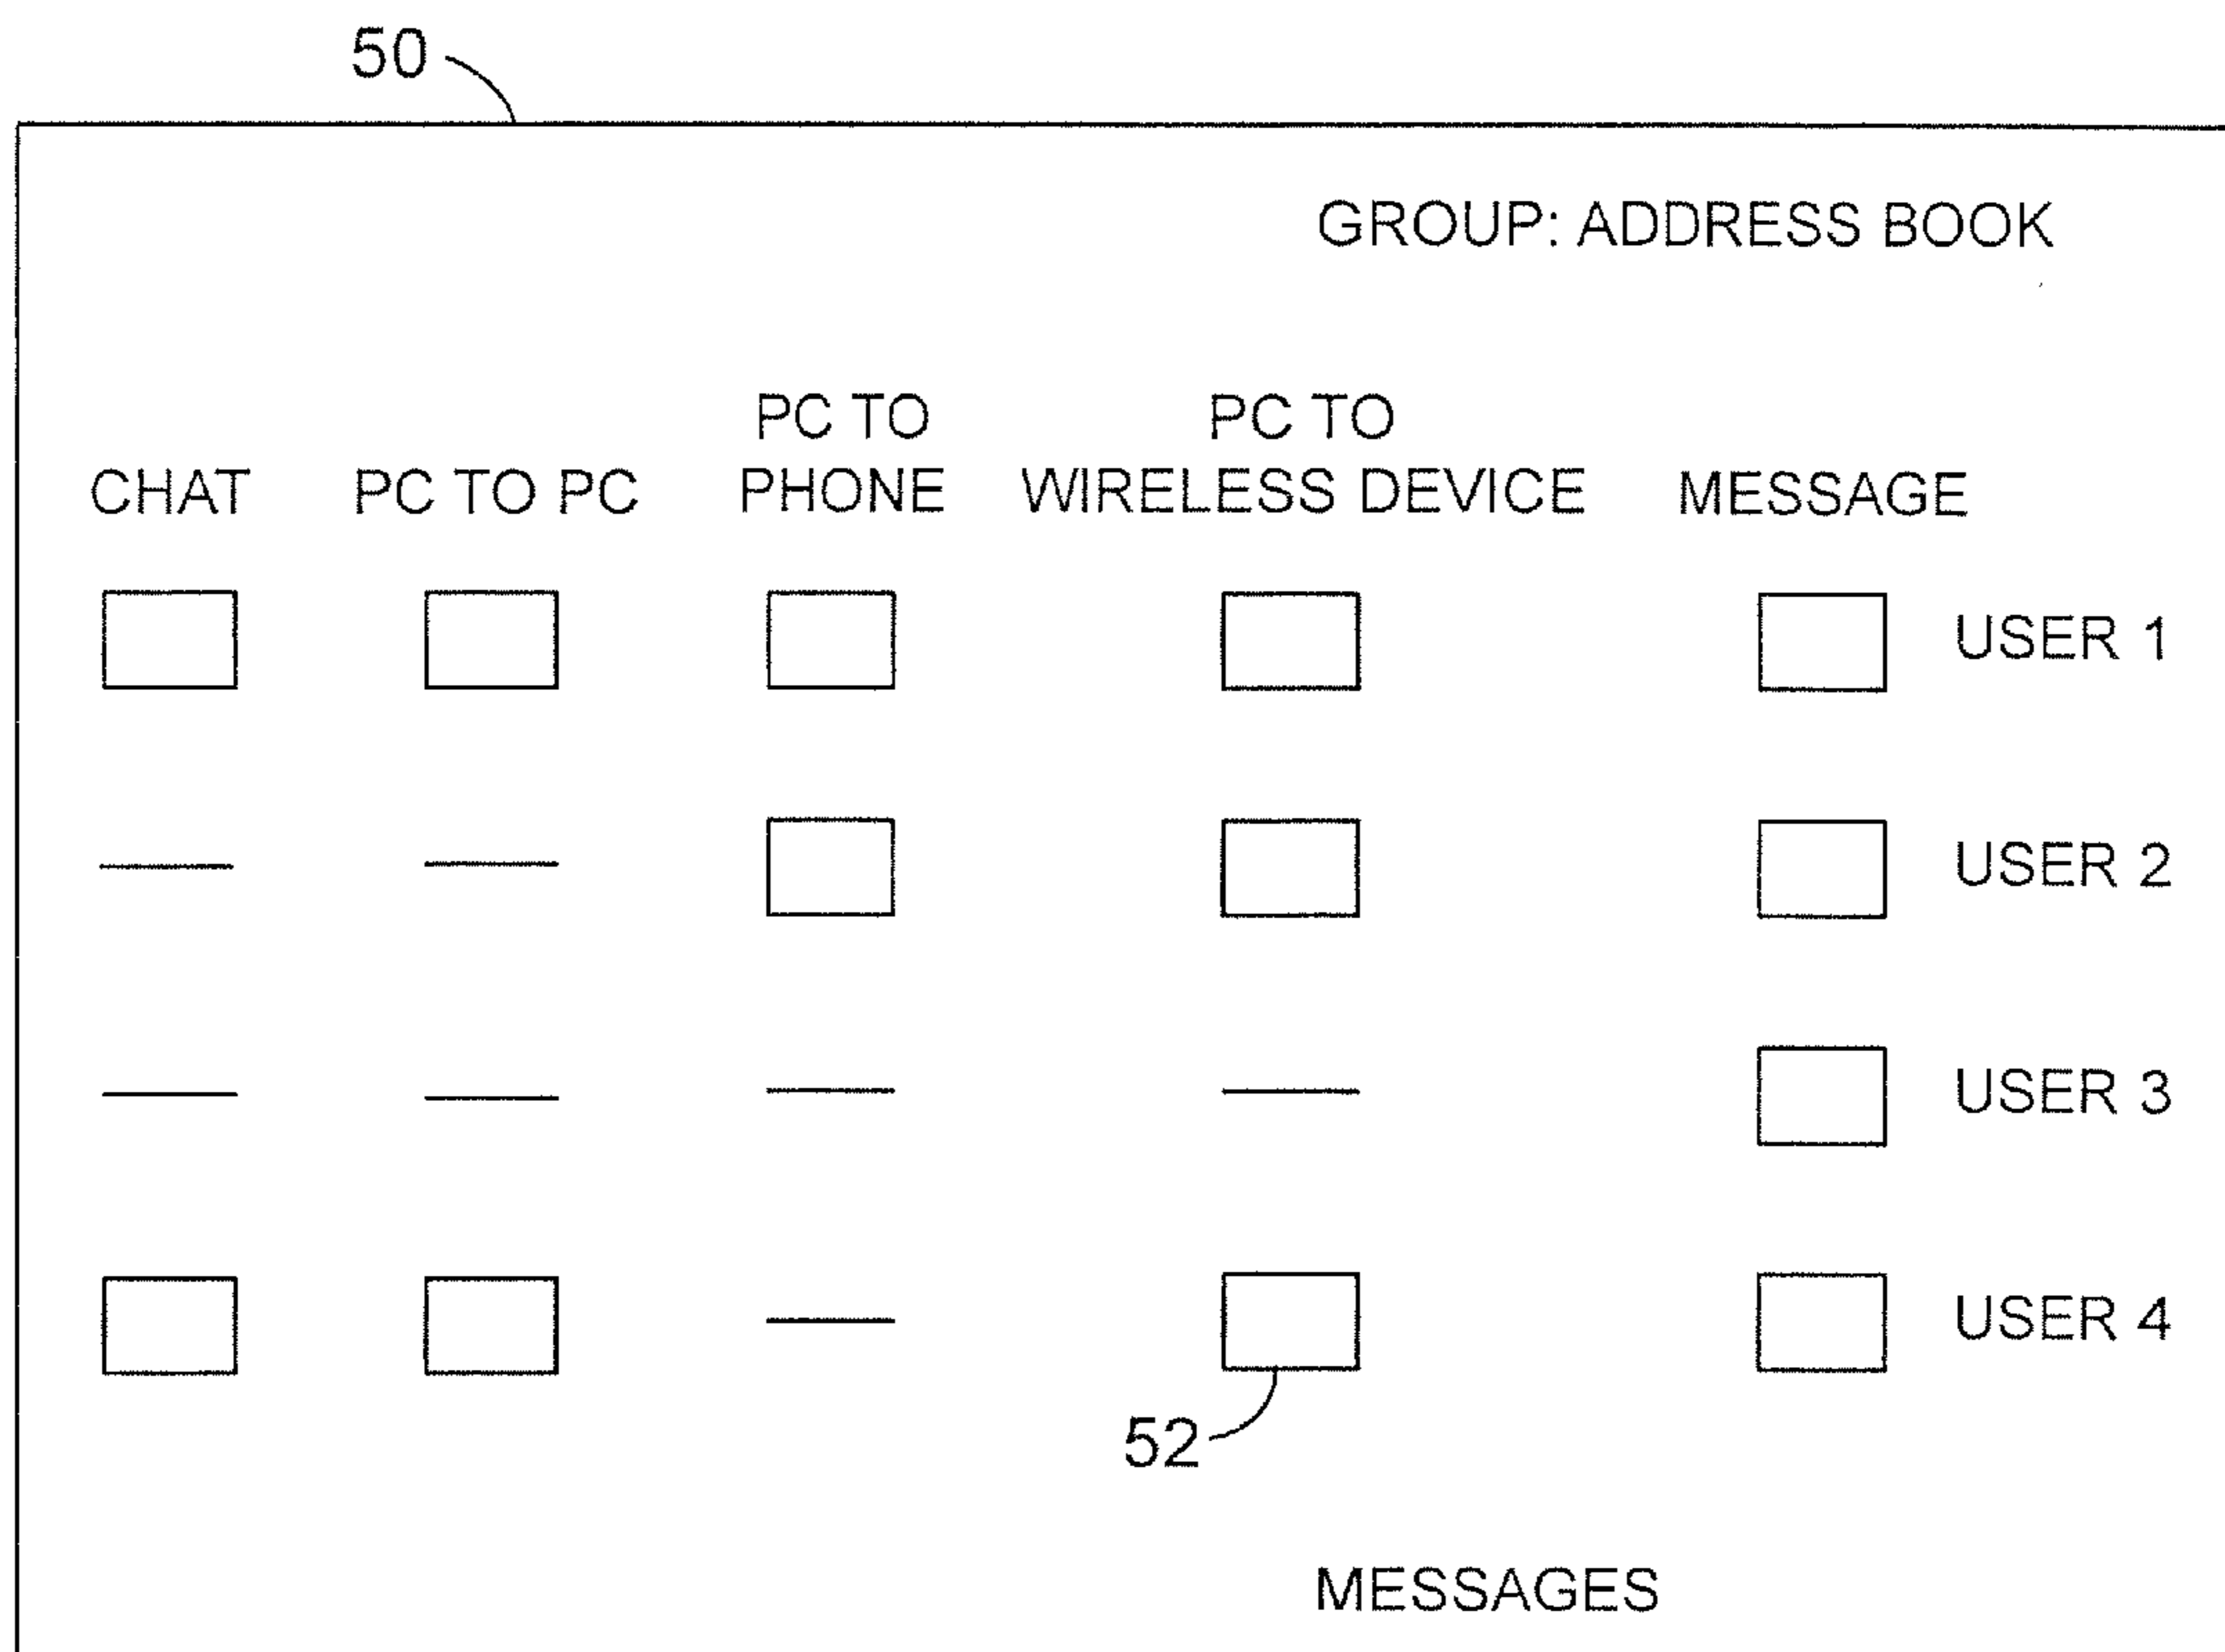 50
GROUP: ADDRESS BOOK
PC TO PC TO
CHAT PC TO PC PHONE WIRELESS DEVICE MESSAGE
USER 1
USER 2
USER 3
USER 4
52
MESSAGES